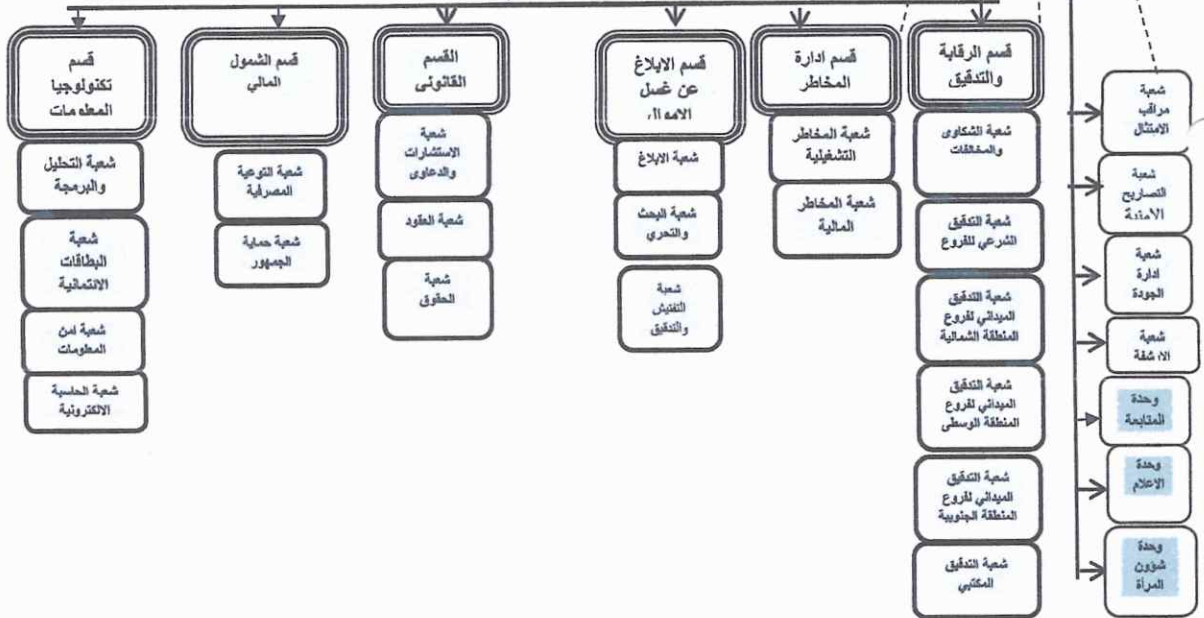 قسم الرقابة
والتدقيق
شعبة الشكاوى
والمخالفات
شعبة التدقيق
الشرعي للفروع
شعبة التدقيق
الميداني لفروع
المنطقة الشمالية
شعبة التدقيق
الميداني لفروع
المنطقة الوسطى
شعبة التدقيق
الميداني لفروع
المنطقة الجنوبية
شعبة التدقيق
المكتبي
قسم ادارة
المخاطر
شعبة المخاطر
التشغيلية
شعبة المخاطر
المالية
قسم الابلاغ
عن غسل
الاموال
شعبة الابلاغ
شعبة البحث
والتحري
شعبة
التفتيش
والتدقيق
القسم
القانونى
شعبة
الاستشارات
والدعاوى
شعبة العقود
شعبة
الحقوق
قسم الشمول
المالي
شعبة التوعية
المصرفية
شعبة حماية
الجمهور
قسم
تكنولوجيا
المعلومات
شعبة التحليل
والبرمجة
شعبة
البطاقات
الائتمانية
شعبة امن
المعلومات
شعبة الحاسبة
الالكترونية
شعبة
مراقب
الامتثال
شعبة
التصاريح
الامنية
شعبة
ادارة
الجودة
شعبة
الارشفة
وحدة
المتابعة
وحدة
الاعلام
وحدة
شؤون
المرأة